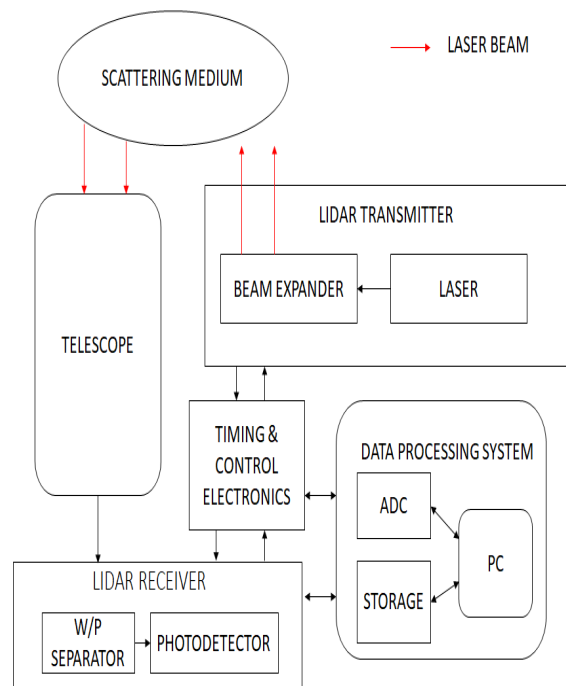 LASER BEAM
SCATTERING MEDIUM
LIDAR TRANSMITTER
BEAM EXPANDER
LASER
TELESCOPE
TIMING &
CONTROL
ELECTRONICS
DATA PROCESSING SYSTEM
ADC
PC
STORAGE
LIDAR RECEIVER
W/P
SEPARATOR
PHOTODETECTOR